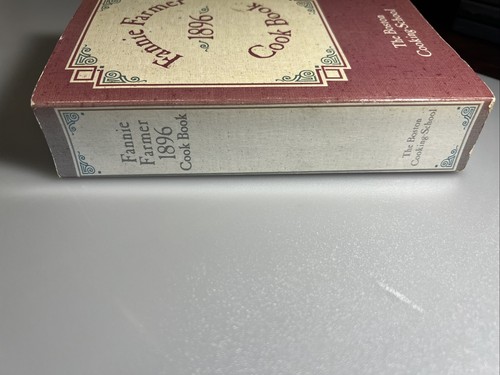 Fannie Farmer
1896
Cook Book
The Boston
Cooking-School
Fannie
Farmer
1896
Cook Book
The Boston
Cooking-School